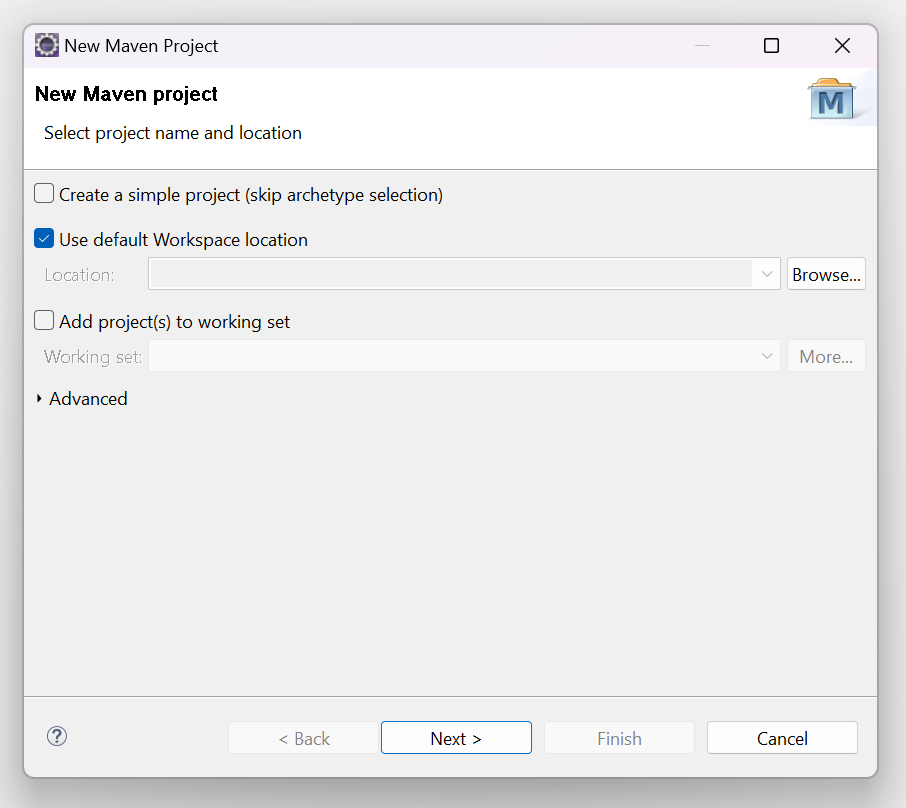 New Maven Project
New Maven project
M
Select project name and location
Create a simple project (skip archetype selection)
Use default Workspace location
Location:
Browse...
Add project(s) to working set
Working set:
More...
Advanced
?
< Back
Next >
Finish
Cancel